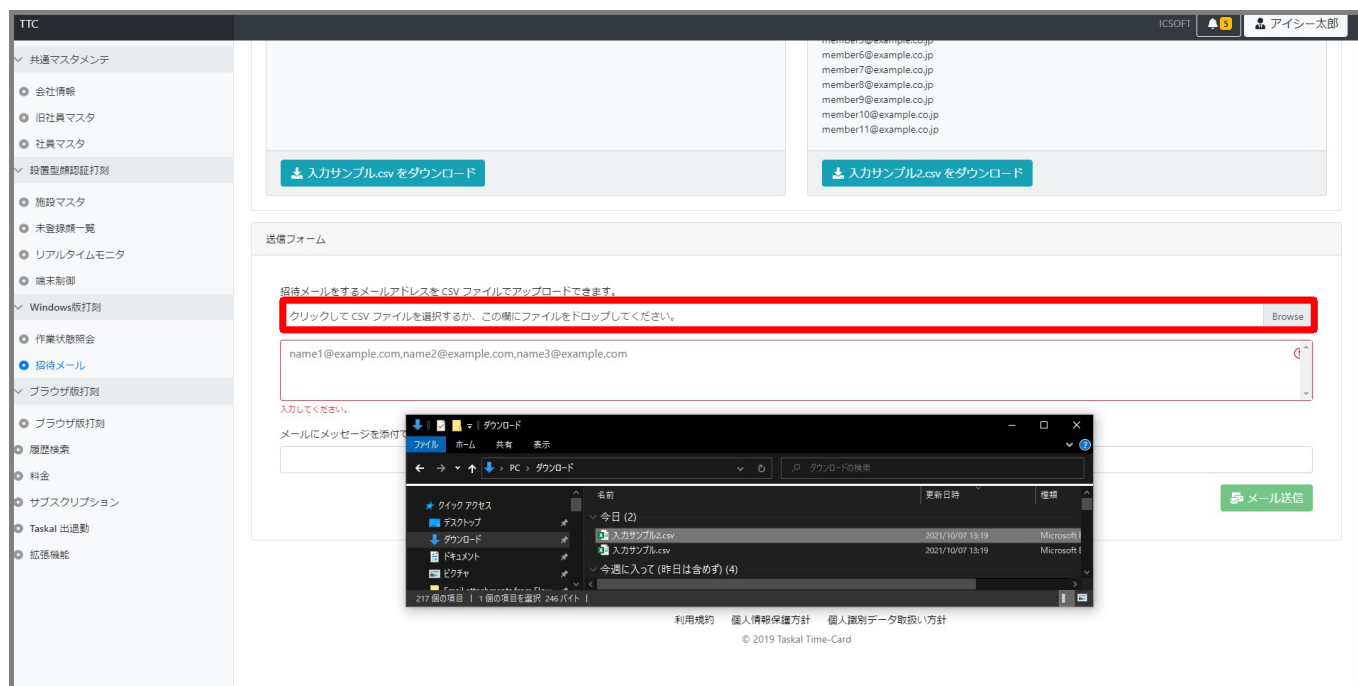 TTC
ICSOFT
5
アイシー太郎
共通マスタメンテ
会社情報
旧社員マスタ
社員マスタ
設置型顔認証打刻
施設マスタ
未登録顔一覧
リアルタイムモニタ
端末制御
Windows版打刻
作業状態照会
招待メール
ブラウザ版打刻
ブラウザ版打刻
履歴検索
料金
サブスクリプション
Taskal 出退勤
拡張機能
member5@example.co.jp
member6@example.co.jp
member7@example.co.jp
member8@example.co.jp
member9@example.co.jp
member10@example.co.jp
member11@example.co.jp
入力サンプル.csv をダウンロード
入力サンプル2.csv をダウンロード
送信フォーム
招待メールをするメールアドレスを CSV ファイルでアップロードできます。
クリックして CSV ファイルを選択するか、この欄にファイルをドロップしてください。
Browse
name1@example.com,name2@example.com,name3@example.com
入力してください。
メールにメッセージを添付で
メール送信
ダウンロード
ファイル ホーム 共有 表示
PC › ダウンロード
ダウンロードの検索
クイック アクセス
デスクトップ
ダウンロード
ドキュメント
ピクチャ
Email attachments from Flow
名前 更新日時 種類
今日 (2)
入力サンプル2.csv 2021/10/07 13:19 Microsoft
入力サンプル.csv 2021/10/07 13:19 Microsoft
今週に入って (昨日は含めず) (4)
217 個の項目 | 1 個の項目を選択 246 バイト |
利用規約 個人情報保護方針 個人識別データ取扱い方針
© 2019 Taskal Time-Card